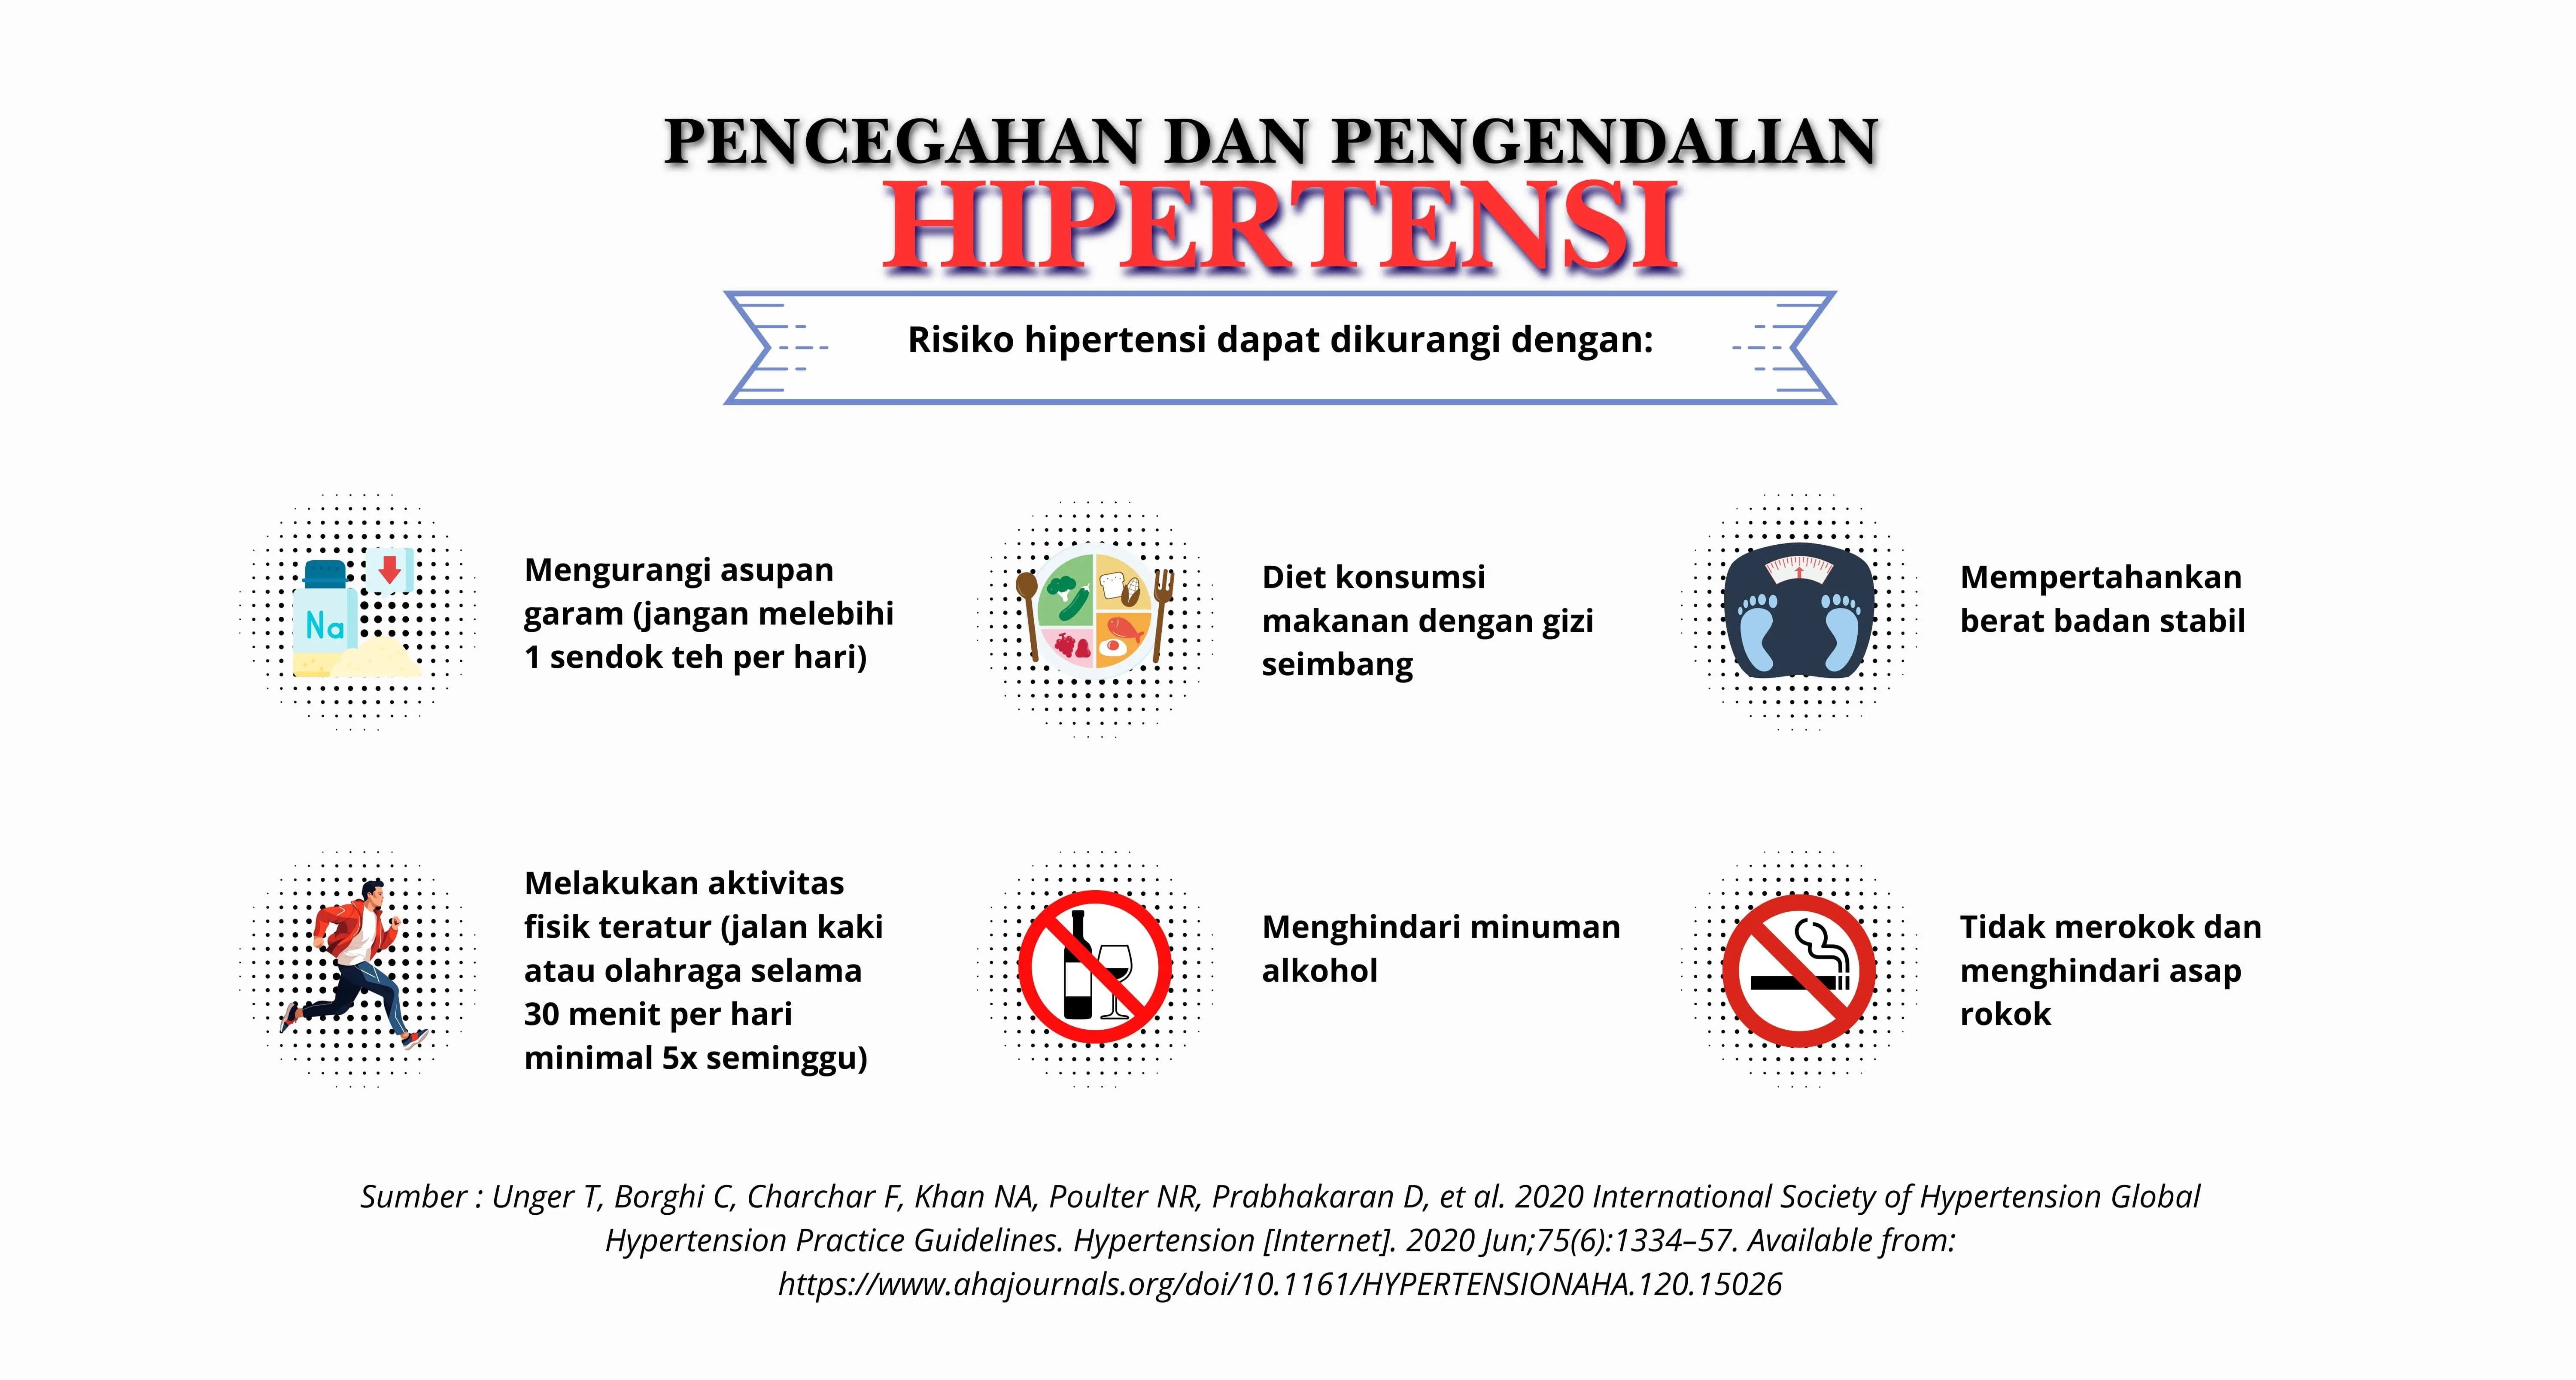 PENCEGAHAN DAN PENGENDALIAN
HIPERTENSI
Risiko hipertensi dapat dikurangi dengan:
Na
Mengurangi asupan
garam (jangan melebihi
1 sendok teh per hari)
Diet konsumsi
makanan dengan gizi
seimbang
Mempertahankan
berat badan stabil
Melakukan aktivitas
fisik teratur (jalan kaki
atau olahraga selama
30 menit per hari
minimal 5x seminggu)
Menghindari minuman
alkohol
Tidak merokok dan
menghindari asap
rokok
Sumber : Unger T, Borghi C, Charchar F, Khan NA, Poulter NR, Prabhakaran D, et al. 2020 International Society of Hypertension Global
Hypertension Practice Guidelines. Hypertension [Internet]. 2020 Jun;75(6):1334–57. Available from:
https://www.ahajournals.org/doi/10.1161/HYPERTENSIONAHA.120.15026